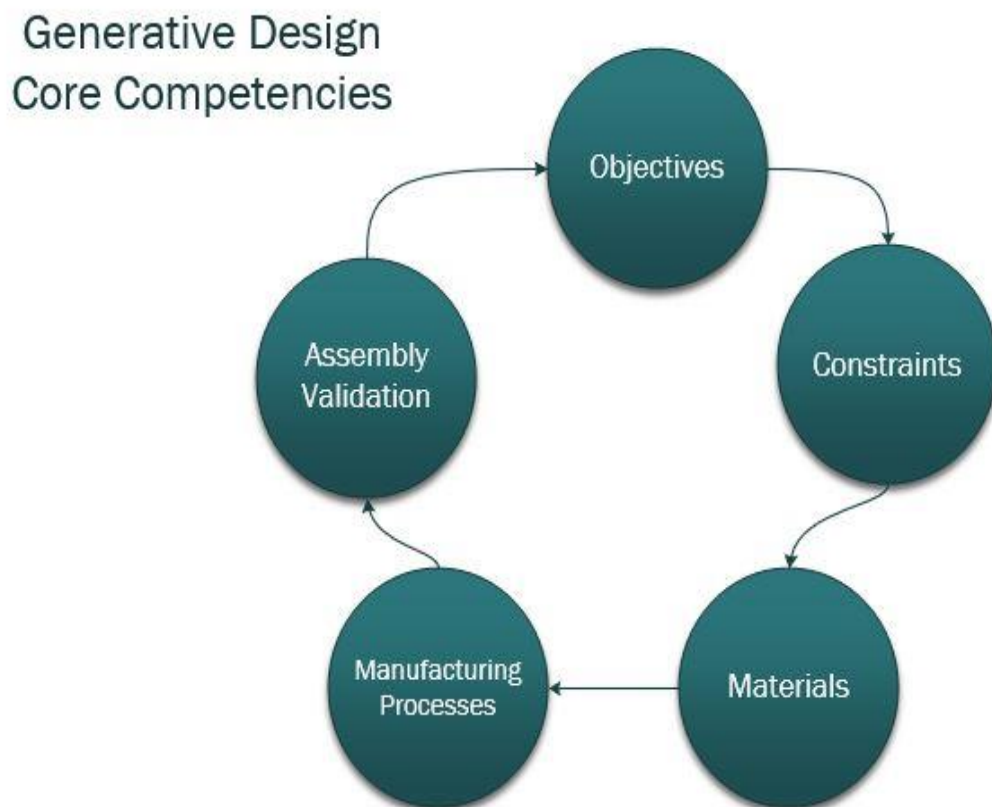 Generative Design
Core Competencies
Objectives
Constraints
Materials
Manufacturing
Processes
Assembly
Validation